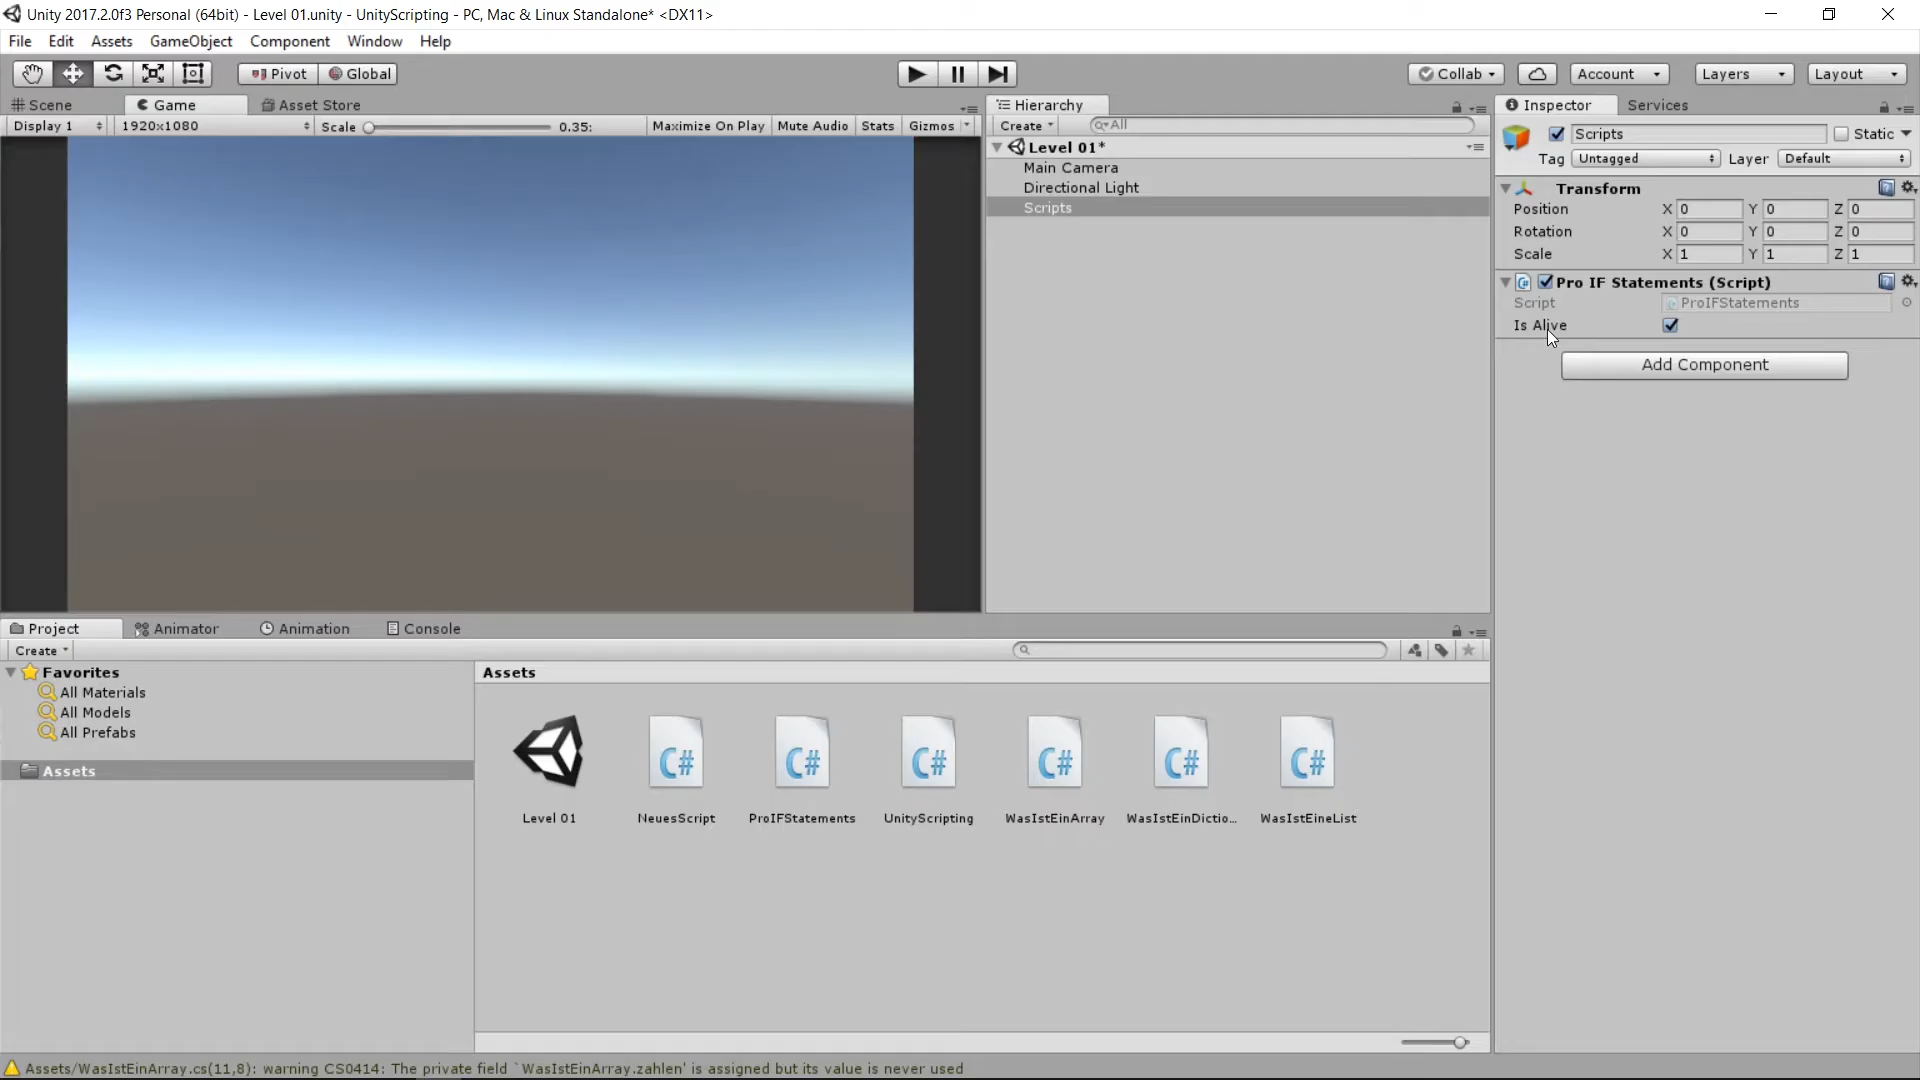 Unity 2017.2.0f3 Personal (64bit) - Level 01.unity - UnityScripting - PC, Mac & Linux Standalone* <DX11>
File Edit Assets GameObject Component Window Help
Pivot Global Collab Account Layers Layout
Scene Game Asset Store
Display 1 1920x1080 Scale 0.35: Maximize On Play Mute Audio Stats Gizmos
Hierarchy
Create All
Level 01*
Main Camera
Directional Light
Scripts
Inspector Services
Scripts Static
Tag Untagged Layer Default
Transform
Position X 0 Y 0 Z 0
Rotation X 0 Y 0 Z 0
Scale X 1 Y 1 Z 1
Pro IF Statements (Script)
Script ProIFStatements
Is Alive
Add Component
Project Animator Animation Console
Create
Favorites
All Materials
All Models
All Prefabs
Assets
Assets
C# C# C# C# C# C#
Level 01 NeuesScript ProIFStatements UnityScripting WasIstEinArray WasIstEinDictio... WasIstEineList
Assets/WasIstEinArray.cs(11,8): warning CS0414: The private field `WasIstEinArray.zahlen' is assigned but its value is never used